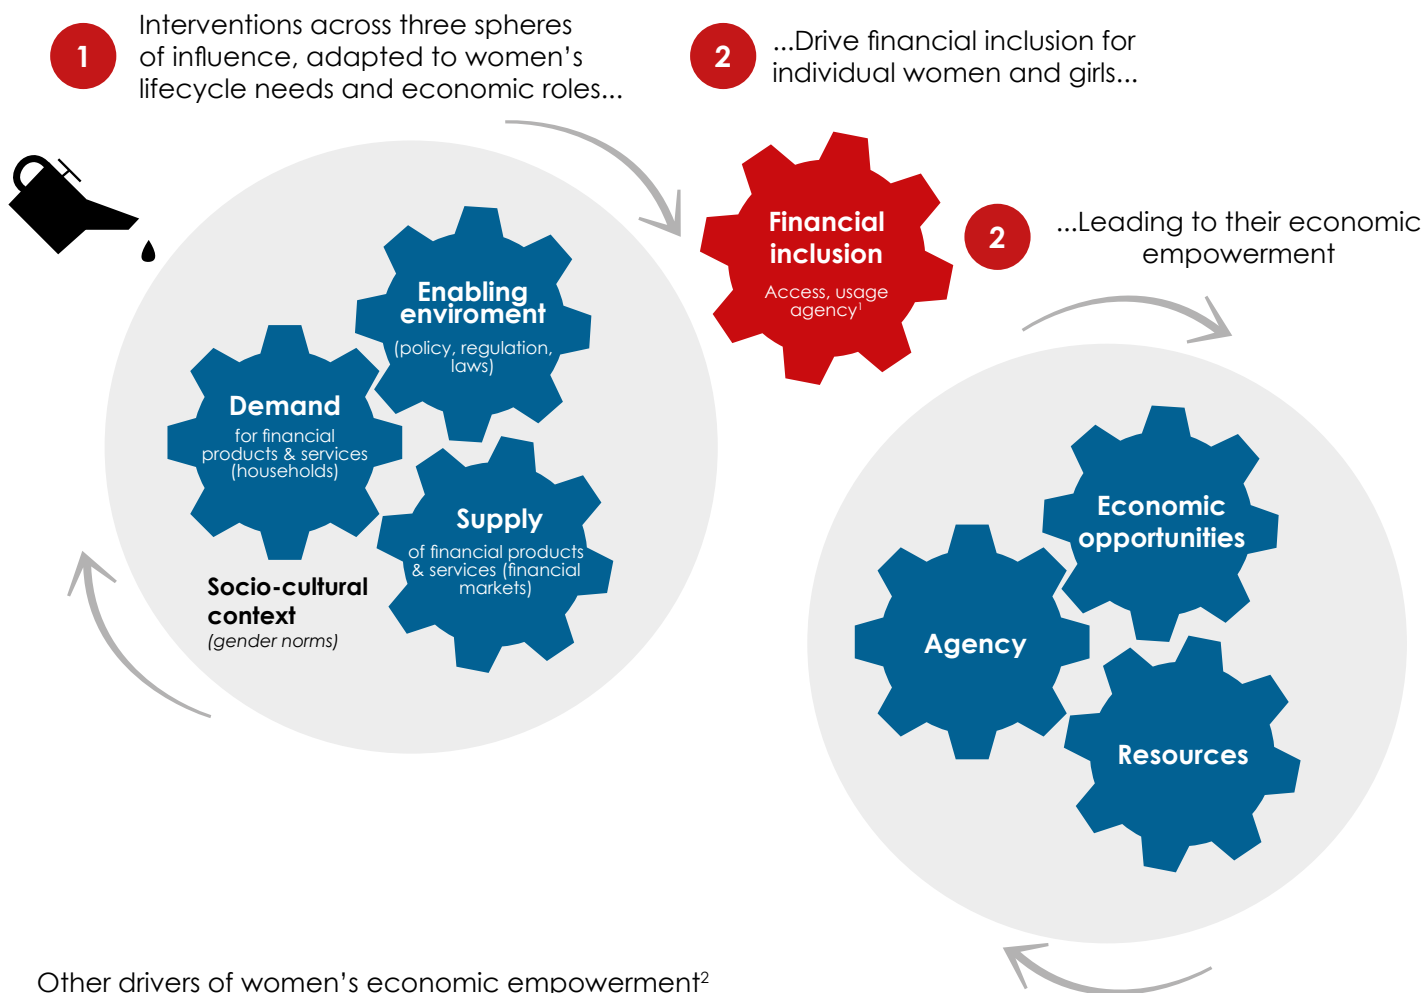 1
Interventions across three spheres
of influence, adapted to women’s
lifecycle needs and economic roles...
2
...Drive financial inclusion for
individual women and girls...
Financial
inclusion
Access, usage
agency¹
2
...Leading to their economic
empowerment
Enabling
enviroment
(policy, regulation,
laws)
Demand
for financial
products & services
(households)
Supply
of financial products
& services (financial
markets)
Socio-cultural
context
(gender norms)
Economic
opportunities
Agency
Resources
Other drivers of women’s economic empowerment²